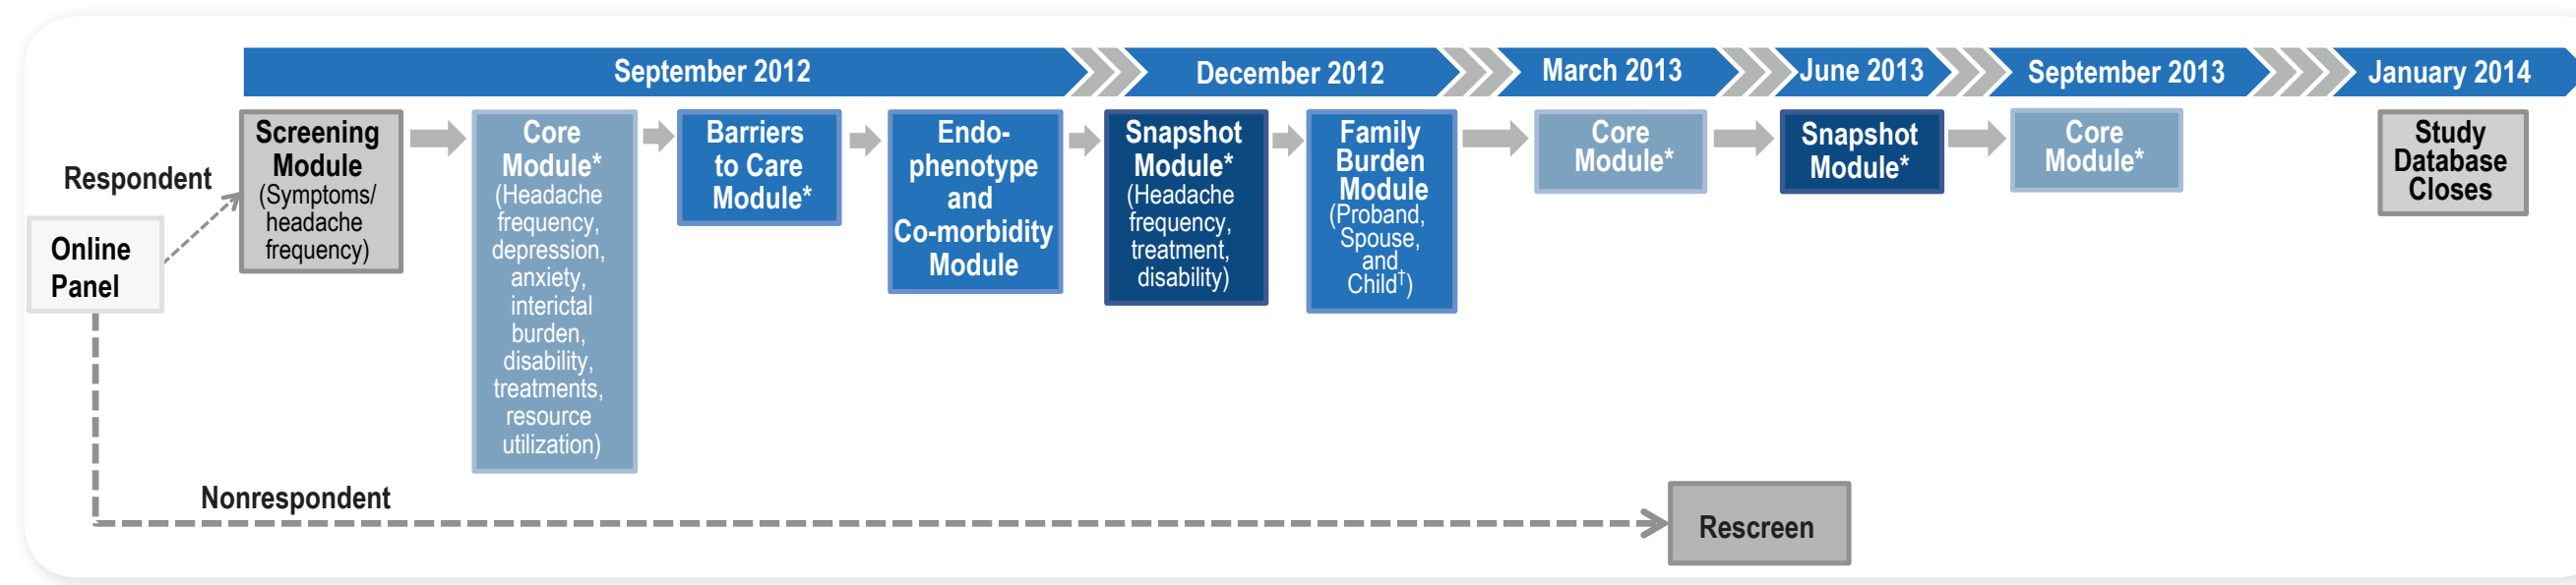 September 2012
December 2012
March 2013
June 2013
September 2013
January 2014
Respondent
Online
Panel
Screening
Module
(Symptoms/
headache
frequency)
Core
Module*
(Headache
frequency,
depression,
anxiety,
interictal
burden,
disability,
treatments,
resource
utilization)
Barriers
to Care
Module*
Endo-
phenotype
and
Co-morbidity
Module
Snapshot
Module*
(Headache
frequency,
treatment,
disability)
Family
Burden
Module
(Proband,
Spouse,
and
Child†)
Core
Module*
Snapshot
Module*
Core
Module*
Study
Database
Closes
Nonrespondent
Rescreen